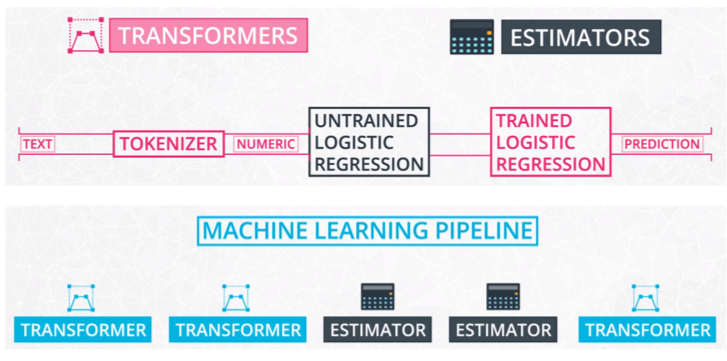 TRANSFORMERS
ESTIMATORS
TEXT
TOKENIZER
NUMERIC
UNTRAINED
LOGISTIC
REGRESSION
TRAINED
LOGISTIC
REGRESSION
PREDICTION
MACHINE LEARNING PIPELINE
TRANSFORMER
TRANSFORMER
ESTIMATOR
ESTIMATOR
TRANSFORMER